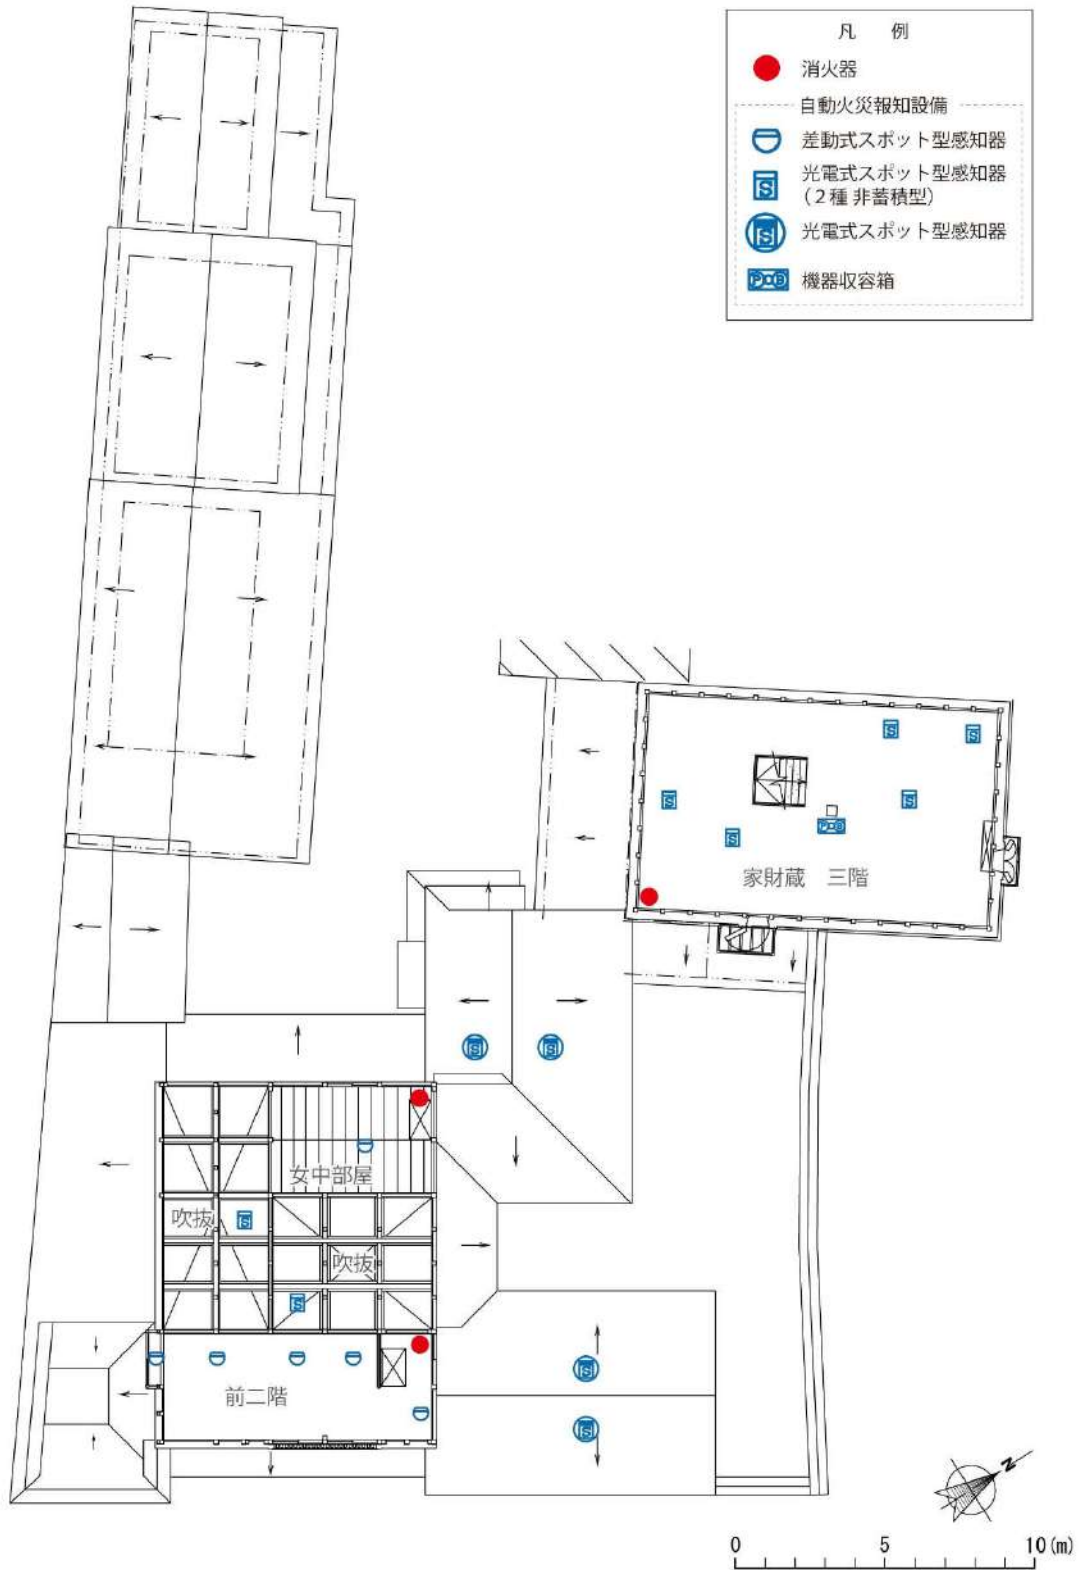 凡 例
消火器
自動火災報知設備
差動式スポット型感知器
光電式スポット型感知器
（２種 非蓄積型）
光電式スポット型感知器
機器収容箱
家財蔵 三階
女中部屋
吹抜
吹抜
前二階
N
0 5 10(m)